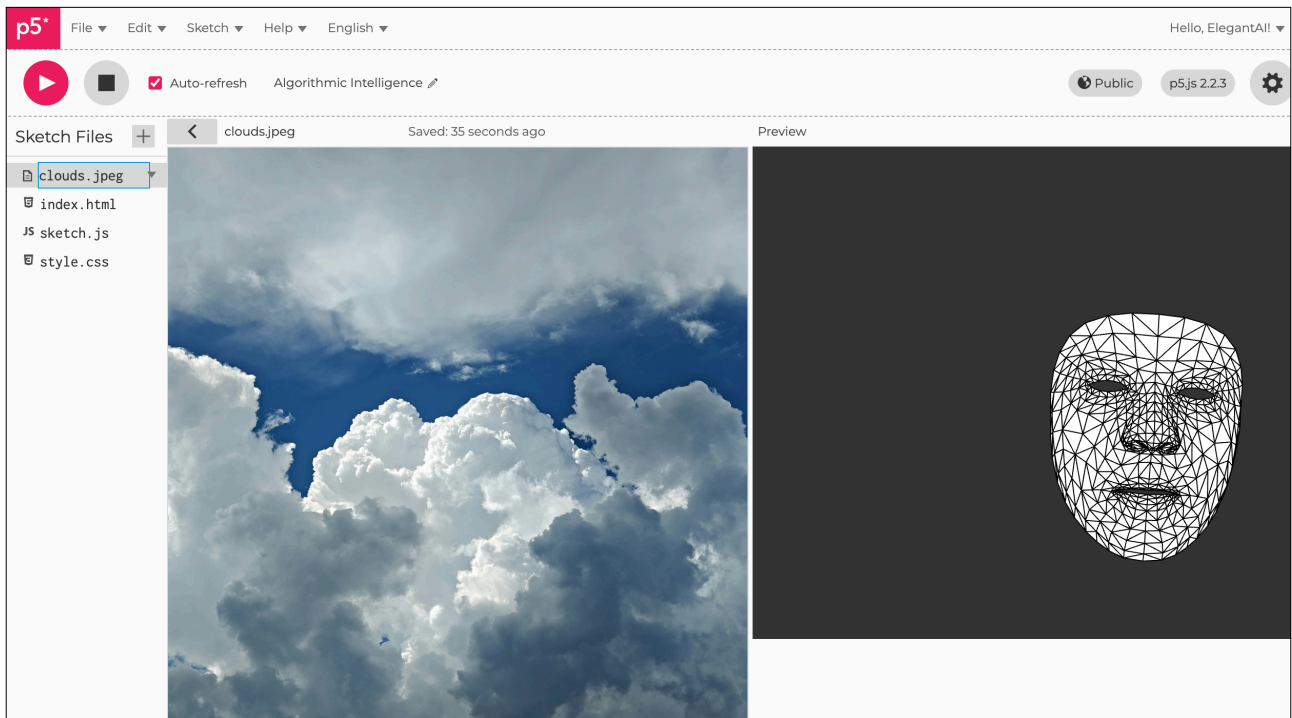 p5* File Edit Sketch Help English Hello, ElegantAI!
Auto-refresh Algorithmic Intelligence Public p5.js 2.2.3
Sketch Files + clouds.jpeg Saved: 35 seconds ago Preview
clouds.jpeg
index.html
JS sketch.js
style.css